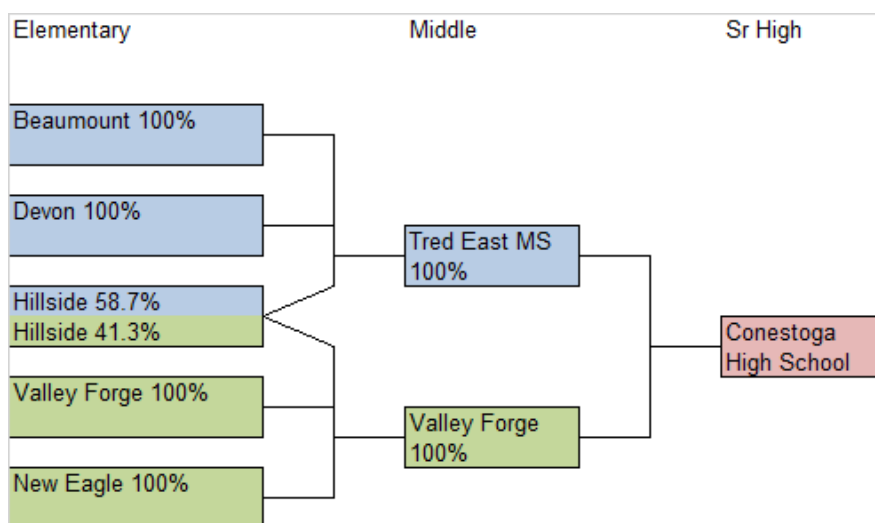 Elementary Middle Sr High
Beaumount 100%
Devon 100%
Tred East MS
100%
Hillside 58.7%
Hillside 41.3%
Conestoga
High School
Valley Forge 100%
Valley Forge
100%
New Eagle 100%